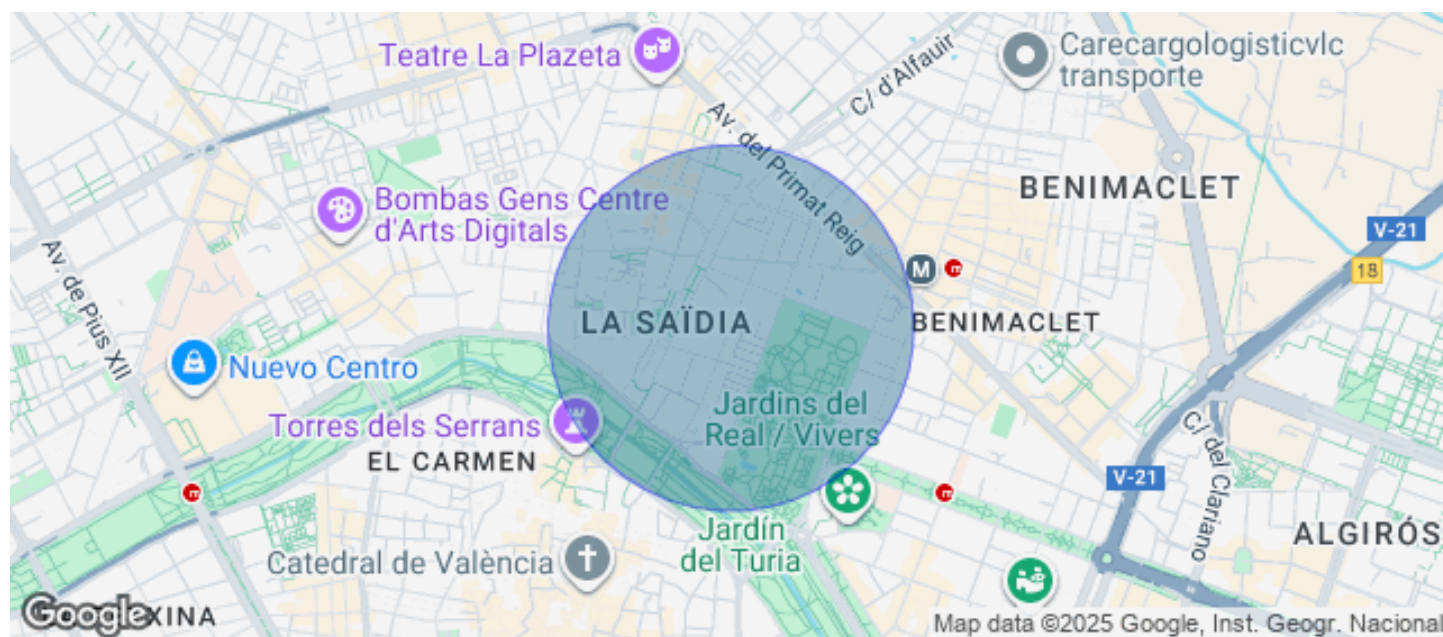 Teatre La Plazeta
C/ d'Alfauir
Carecargologisticvlc
transporte
Av. del Primat Reig
BENIMACLET
Bombas Gens Centre
d'Arts Digitals
V-21
18
Av. de Pius XII
M
LA SAÏDIA
BENIMACLET
Nuevo Centro
Jardins del
Real / Vivers
Torres dels Serrans
EL CARMEN
C/ del Clariano
V-21
Jardín
del Turia
ALGIRÓS
Catedral de València
Google
XINA
Map data ©2025 Google, Inst. Geogr. Nacional